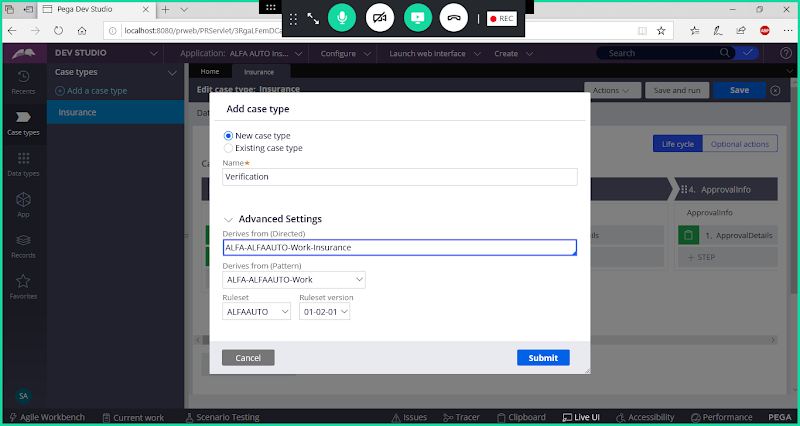 Pega Dev Studio
localhost:8080/prweb/PRServlet/3RgaLFemDCa
REC
DEV STUDIO
Application: ALFA AUTO Ins...
Configure
Launch web interface
Create
Search
Recents
Case types
Data types
App
Records
Favorites
SA
Case types
Add a case type
Insurance
Home
Insurance
Edit case type: Insurance
Actions
Save and run
Save
Life cycle
Optional actions
4. ApprovalInfo
ApprovalInfo
1. ApprovalDetails
+ STEP
Add case type
New case type
Existing case type
Name★
Verification
Advanced Settings
Derives from (Directed)
ALFA-ALFAAUTO-Work-Insurance
Derives from (Pattern)
ALFA-ALFAAUTO-Work
Ruleset
Ruleset version
ALFAAUTO
01-02-01
Cancel
Submit
Agile Workbench
Current work
Scenario Testing
Issues
Tracer
Clipboard
Live UI
Accessibility
Performance
PEGA